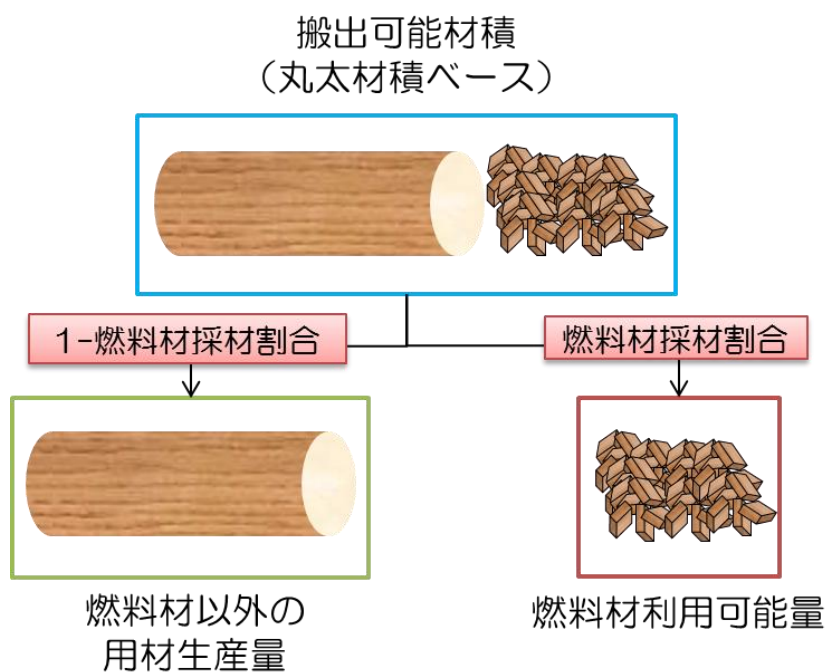 搬出可能材積
（丸太材積ベース）
1-燃料材採材割合
燃料材採材割合
燃料材以外の
用材生産量
燃料材利用可能量